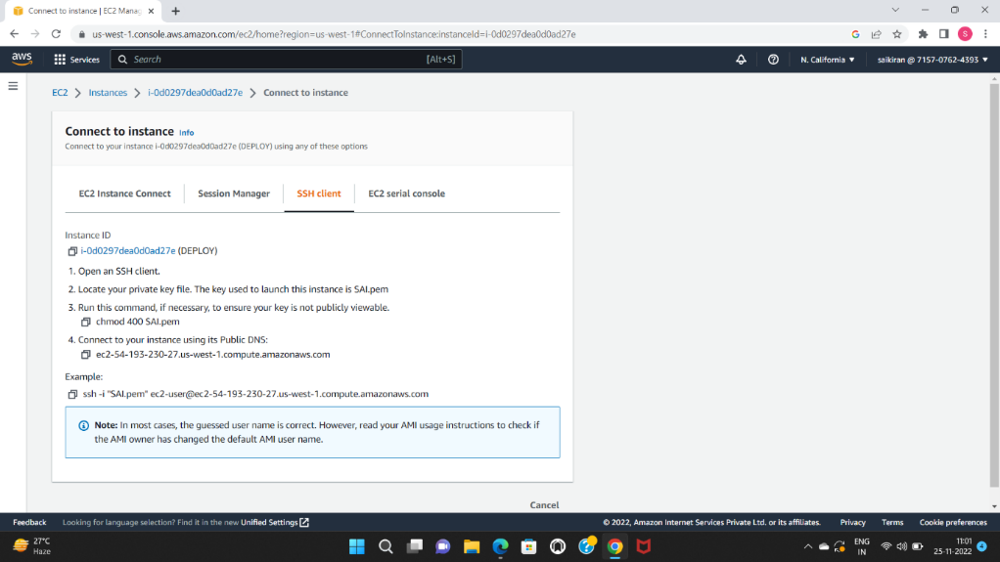 Connect to instance | EC2 Manag
us-west-1.console.aws.amazon.com/ec2/home?region=us-west-1#ConnectToInstance:instanceId=i-0d0297dea0d0ad27e
G
S
aws
Services
Search
[Alt+S]
N. California
saikiran @ 7157-0762-4393
EC2 > Instances > i-0d0297dea0d0ad27e > Connect to instance
Connect to instance Info
Connect to your instance i-0d0297dea0d0ad27e (DEPLOY) using any of these options
EC2 Instance Connect
Session Manager
SSH client
EC2 serial console
Instance ID
i-0d0297dea0d0ad27e (DEPLOY)
1. Open an SSH client.
2. Locate your private key file. The key used to launch this instance is SAI.pem
3. Run this command, if necessary, to ensure your key is not publicly viewable.
chmod 400 SAI.pem
4. Connect to your instance using its Public DNS:
ec2-54-193-230-27.us-west-1.compute.amazonaws.com
Example:
ssh -i "SAI.pem" ec2-user@ec2-54-193-230-27.us-west-1.compute.amazonaws.com
Note: In most cases, the guessed user name is correct. However, read your AMI usage instructions to check if
the AMI owner has changed the default AMI user name.
Cancel
Feedback
Looking for language selection? Find it in the new Unified Settings
© 2022, Amazon Internet Services Private Ltd. or its affiliates.
Privacy
Terms
Cookie preferences
27°C
Haze
ENG
IN
11:01
25-11-2022
4